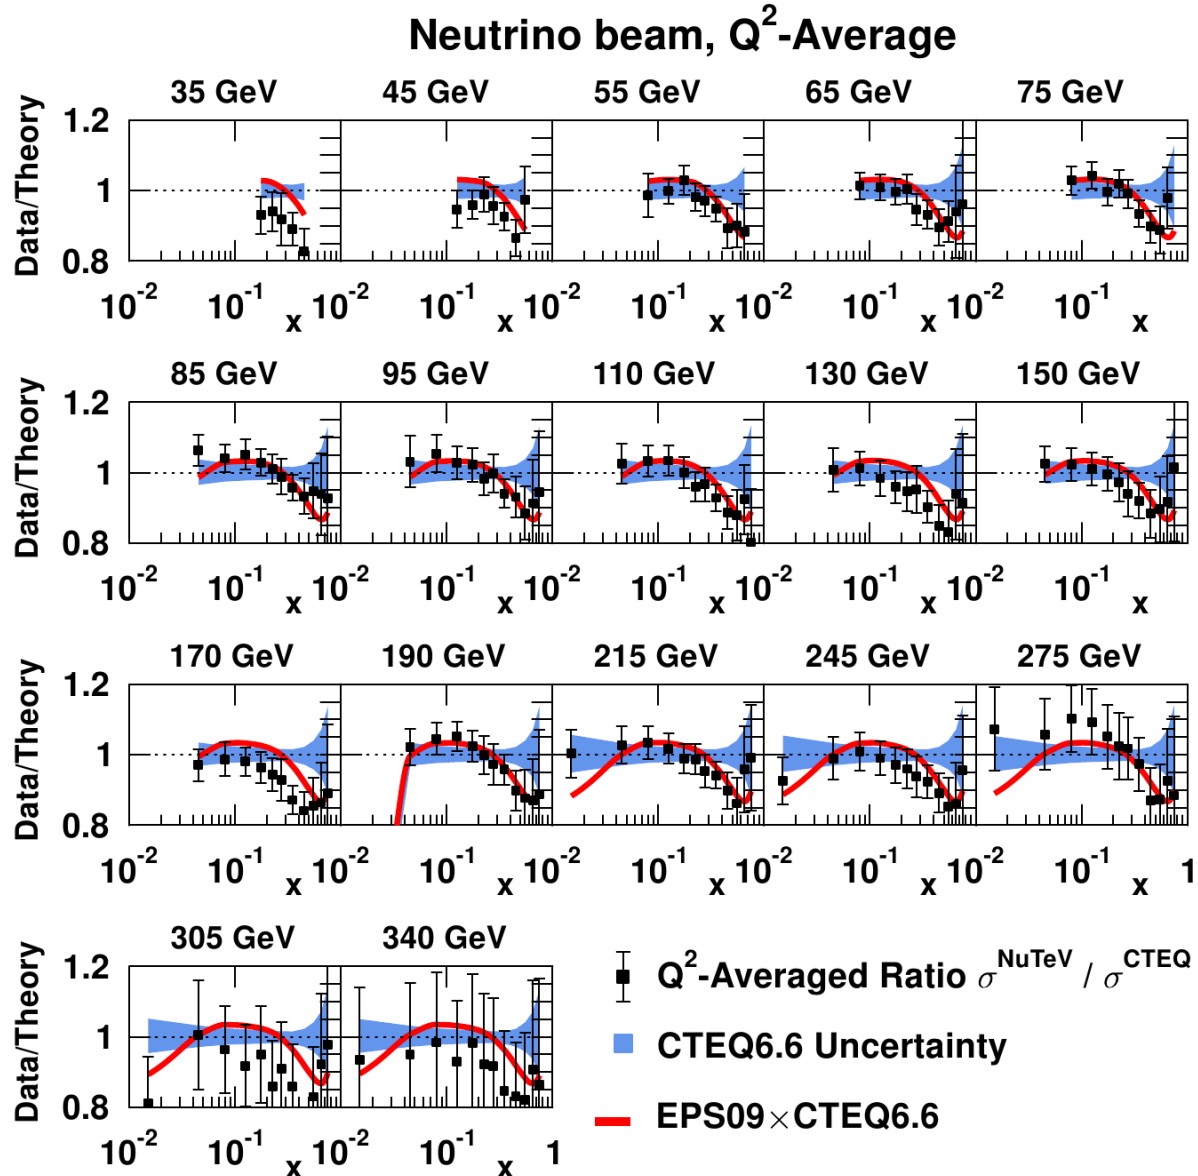 Neutrino beam, Q²-Average
35 GeV 45 GeV 55 GeV 65 GeV 75 GeV
Data/Theory
1.2
1
0.8
10⁻² 10⁻¹ x 10⁻² 10⁻¹ x 10⁻² 10⁻¹ x 10⁻² 10⁻¹ x 10⁻² 10⁻¹ x 1
85 GeV 95 GeV 110 GeV 130 GeV 150 GeV
Data/Theory
1.2
1
0.8
10⁻² 10⁻¹ x 10⁻² 10⁻¹ x 10⁻² 10⁻¹ x 10⁻² 10⁻¹ x 10⁻² 10⁻¹ x 1
170 GeV 190 GeV 215 GeV 245 GeV 275 GeV
Data/Theory
1.2
1
0.8
10⁻² 10⁻¹ x 10⁻² 10⁻¹ x 10⁻² 10⁻¹ x 10⁻² 10⁻¹ x 10⁻² 10⁻¹ x 1
305 GeV 340 GeV
Data/Theory
1.2
1
0.8
10⁻² 10⁻¹ x 10⁻² 10⁻¹ x 1
Q²-Averaged Ratio σ^NuTeV / σ^CTEQ
CTEQ6.6 Uncertainty
EPS09×CTEQ6.6